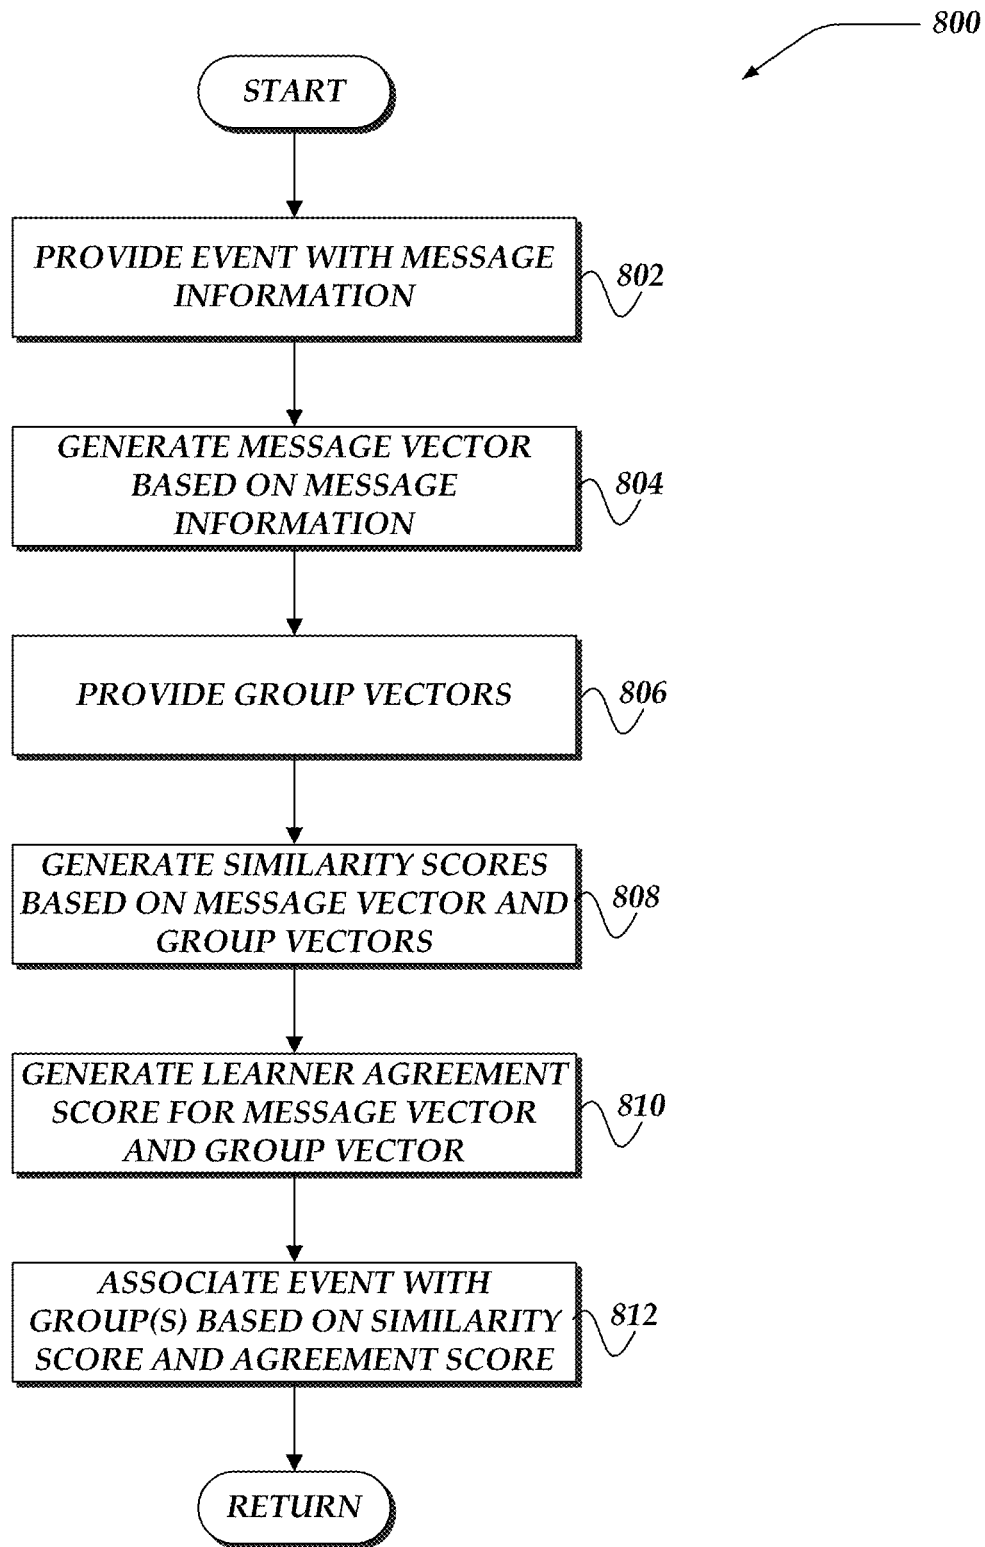 800
START
PROVIDE EVENT WITH MESSAGE
INFORMATION
802
GENERATE MESSAGE VECTOR
BASED ON MESSAGE
INFORMATION
804
PROVIDE GROUP VECTORS
806
GENERATE SIMILARITY SCORES
BASED ON MESSAGE VECTOR AND
GROUP VECTORS
808
GENERATE LEARNER AGREEMENT
SCORE FOR MESSAGE VECTOR
AND GROUP VECTOR
810
ASSOCIATE EVENT WITH
GROUP(S) BASED ON SIMILARITY
SCORE AND AGREEMENT SCORE
812
RETURN